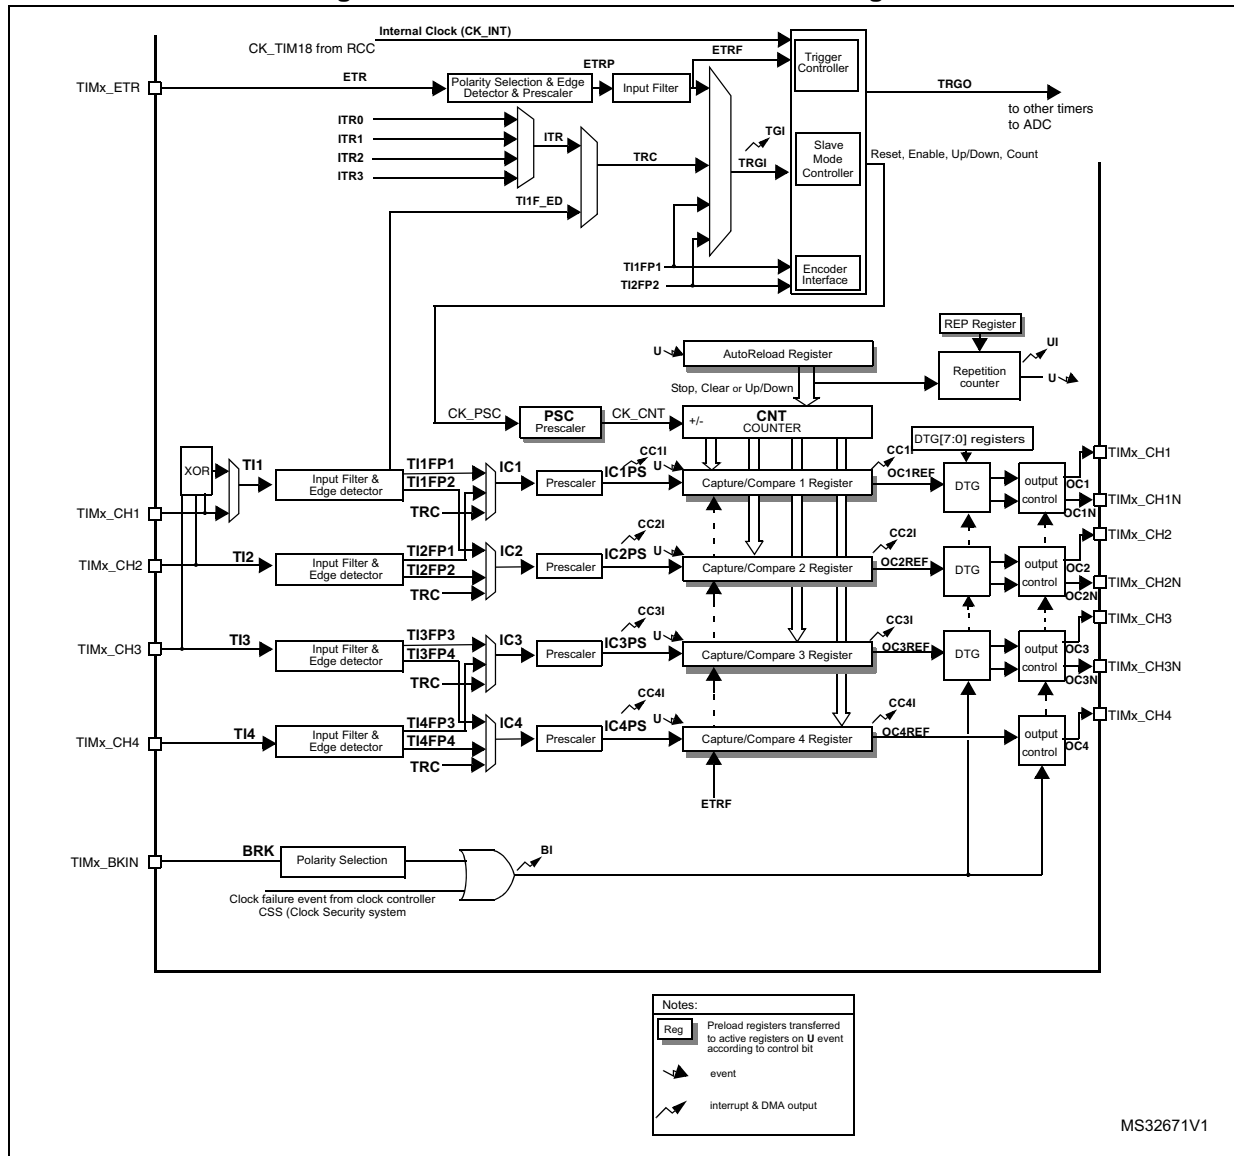 Internal Clock (CK_INT)
CK_TIM18 from RCC
ETRF
Trigger
Controller
ETRP
TIMx_ETR
ETR
Polarity Selection & Edge
Detector & Prescaler
Input Filter
TRGO
to other timers
to ADC
ITR0
ITR1
ITR2
ITR3
ITR
TGI
TRC
TRGI
Slave
Mode
Controller
Reset, Enable, Up/Down, Count
TI1F_ED
TI1FP1
TI2FP2
Encoder
Interface
REP Register
UI
U
AutoReload Register
Repetition
counter
U
Stop, Clear or Up/Down
CK_PSC
PSC
Prescaler
CK_CNT
+/-
CNT
COUNTER
DTG[7:0] registers
XOR
TI1
Input Filter &
Edge detector
TI1FP1
TI1FP2
TRC
IC1
Prescaler
CC1I
IC1PS
U
Capture/Compare 1 Register
CC1I
OC1REF
DTG
output
control
OC1
OC1N
TIMx_CH1
TIMx_CH1N
TIMx_CH1
TIMx_CH2
TI2
Input Filter &
Edge detector
TI2FP1
TI2FP2
TRC
IC2
Prescaler
CC2I
IC2PS
U
Capture/Compare 2 Register
CC2I
OC2REF
DTG
output
control
OC2
OC2N
TIMx_CH2
TIMx_CH2N
TIMx_CH3
TI3
Input Filter &
Edge detector
TI3FP3
TI3FP4
TRC
IC3
Prescaler
CC3I
IC3PS
U
Capture/Compare 3 Register
CC3I
OC3REF
DTG
output
control
OC3
OC3N
TIMx_CH3
TIMx_CH3N
TIMx_CH4
TI4
Input Filter &
Edge detector
TI4FP3
TI4FP4
TRC
IC4
Prescaler
CC4I
IC4PS
U
Capture/Compare 4 Register
CC4I
OC4REF
output
control
OC4
TIMx_CH4
ETRF
TIMx_BKIN
BRK
Polarity Selection
BI
Clock failure event from clock controller
CSS (Clock Security system
Notes:
Reg
Preload registers transferred
to active registers on U event
according to control bit
event
interrupt & DMA output
MS32671V1